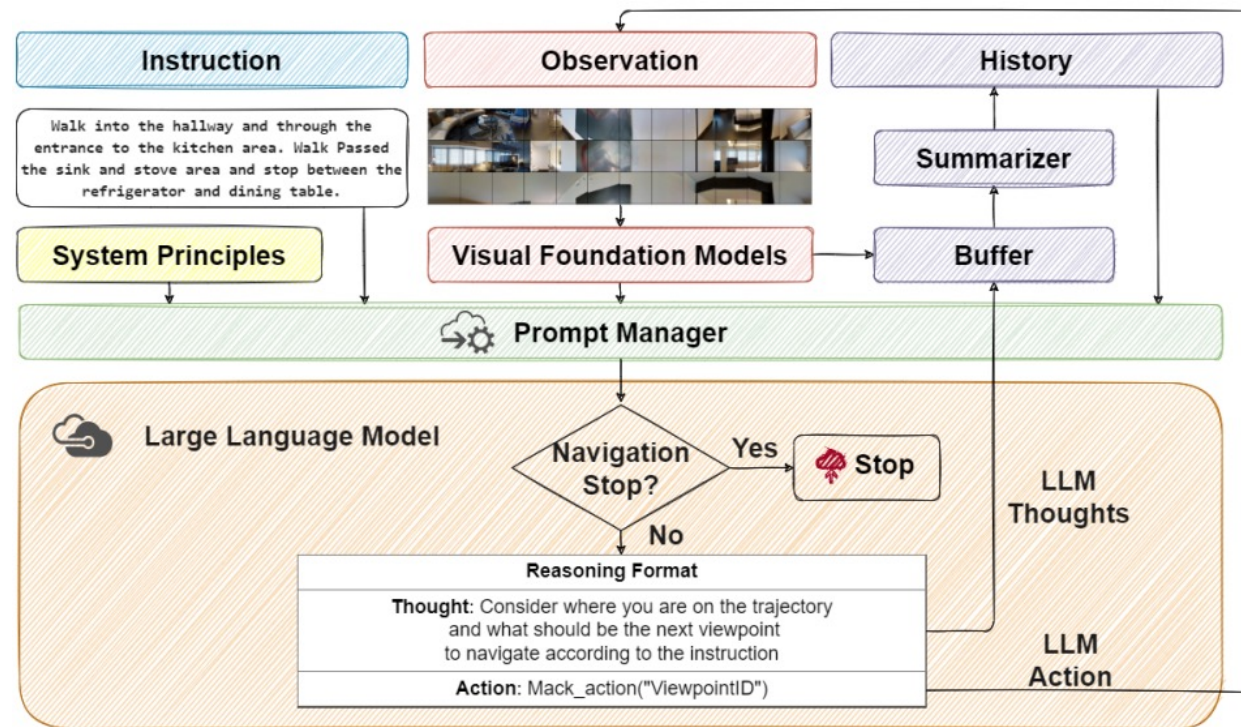 Instruction
Observation
History
Walk into the hallway and through the
entrance to the kitchen area. Walk Passed
the sink and stove area and stop between the
refrigerator and dining table.
Summarizer
System Principles
Visual Foundation Models
Buffer
Prompt Manager
Large Language Model
Navigation
Stop?
Yes
Stop
No
LLM
Thoughts
Reasoning Format
Thought: Consider where you are on the trajectory
and what should be the next viewpoint
to navigate according to the instruction
Action: Mack_action("ViewpointID")
LLM
Action